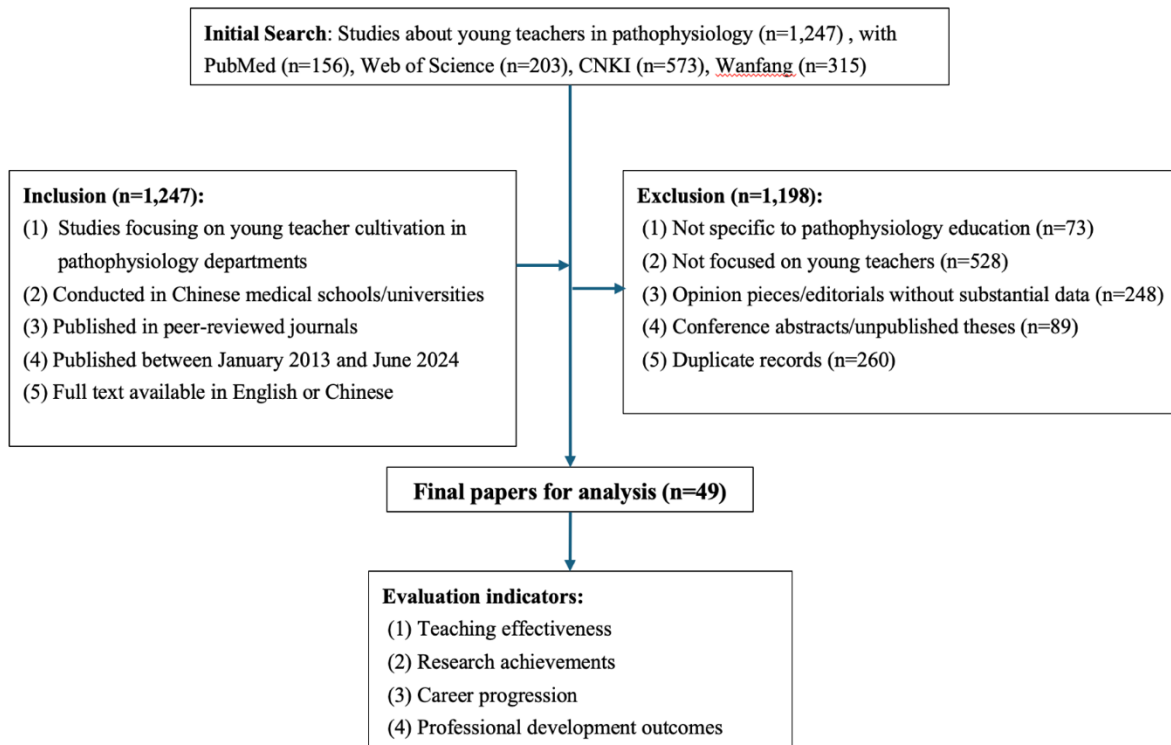 Initial Search: Studies about young teachers in pathophysiology (n=1,247) , with
PubMed (n=156), Web of Science (n=203), CNKI (n=573), Wanfang (n=315)
Inclusion (n=1,247):
(1) Studies focusing on young teacher cultivation in
pathophysiology departments
(2) Conducted in Chinese medical schools/universities
(3) Published in peer-reviewed journals
(4) Published between January 2013 and June 2024
(5) Full text available in English or Chinese
Exclusion (n=1,198):
(1) Not specific to pathophysiology education (n=73)
(2) Not focused on young teachers (n=528)
(3) Opinion pieces/editorials without substantial data (n=248)
(4) Conference abstracts/unpublished theses (n=89)
(5) Duplicate records (n=260)
Final papers for analysis (n=49)
Evaluation indicators:
(1) Teaching effectiveness
(2) Research achievements
(3) Career progression
(4) Professional development outcomes